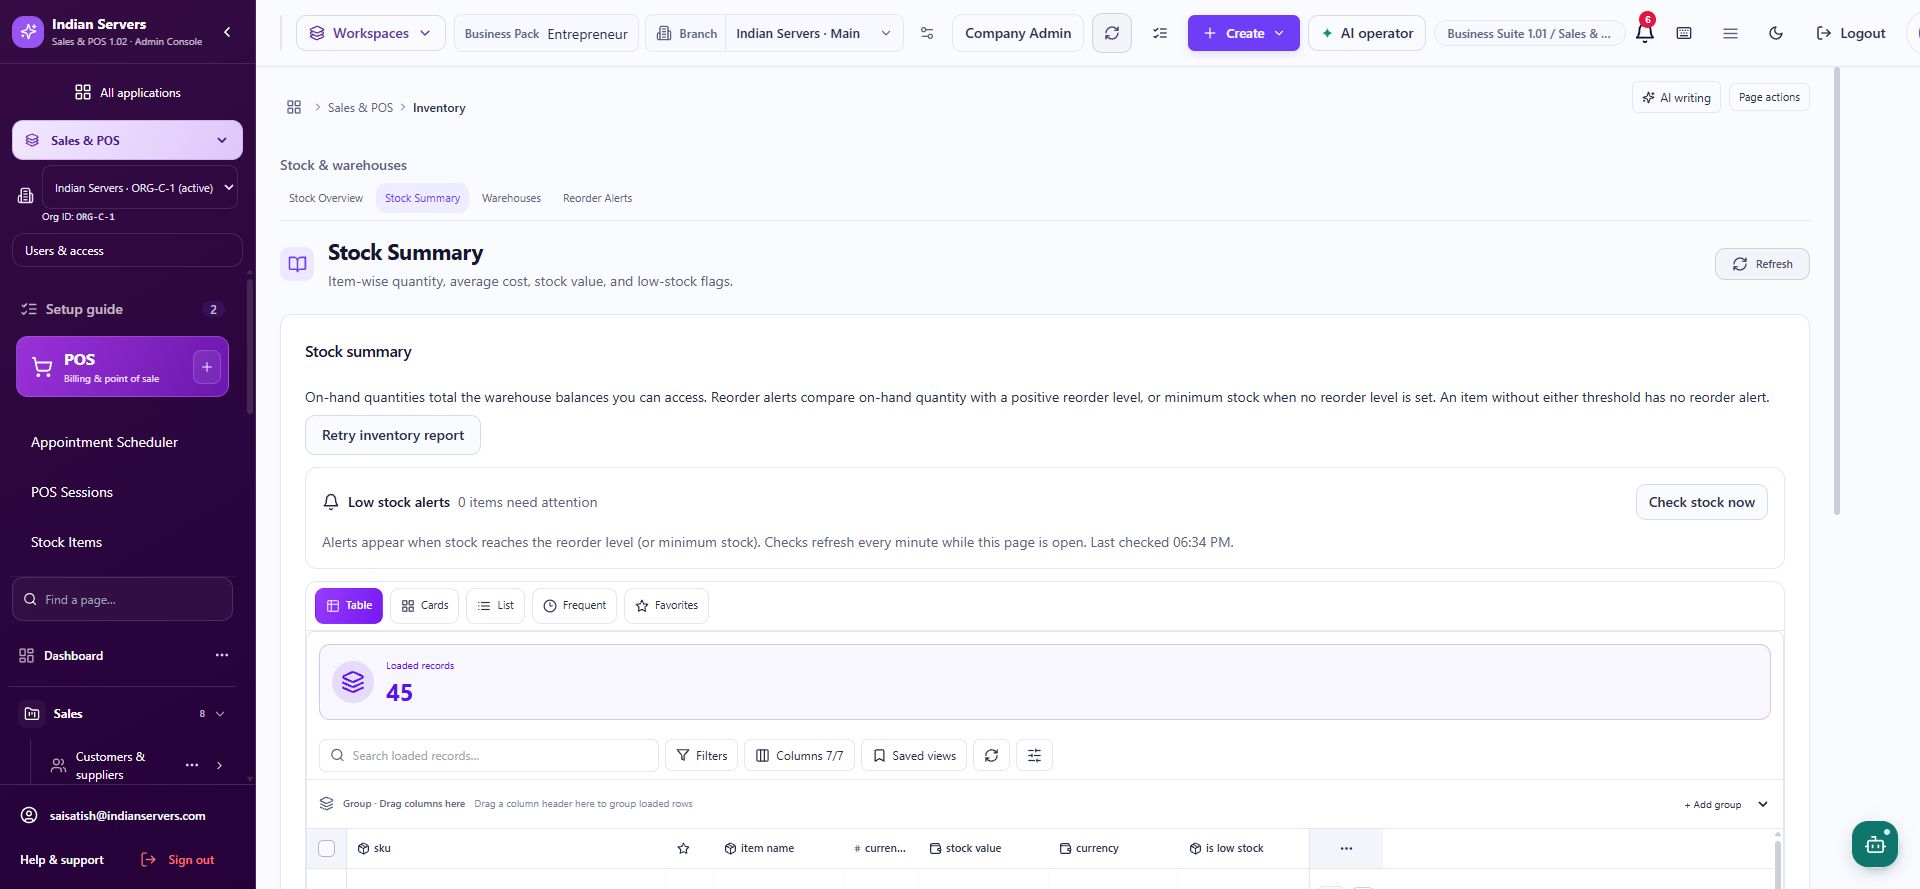 Indian Servers
Sales & POS 1.02 · Admin Console
All applications
Sales & POS
Indian Servers · ORG-C-1 (active)
Org ID: ORG-C-1
Users & access
Setup guide 2
POS
Billing & point of sale
Appointment Scheduler
POS Sessions
Stock Items
Find a page...
Dashboard
Sales 8
Customers &
suppliers
saisatish@indianservers.com
Help & support Sign out
Workspaces Business Pack Entrepreneur Branch Indian Servers · Main Company Admin Create AI operator Business Suite 1.01 / Sales & ... 6 Logout
Sales & POS Inventory
AI writing Page actions
Stock & warehouses
Stock Overview Stock Summary Warehouses Reorder Alerts
Stock Summary
Item-wise quantity, average cost, stock value, and low-stock flags.
Refresh
Stock summary
On-hand quantities total the warehouse balances you can access. Reorder alerts compare on-hand quantity with a positive reorder level, or minimum stock when no reorder level is set. An item without either threshold has no reorder alert.
Retry inventory report
Low stock alerts 0 items need attention
Check stock now
Alerts appear when stock reaches the reorder level (or minimum stock). Checks refresh every minute while this page is open. Last checked 06:34 PM.
Table Cards List Frequent Favorites
Loaded records
45
Search loaded records... Filters Columns 7/7 Saved views
Group · Drag columns here Drag a column header here to group loaded rows + Add group
sku item name # curren... stock value currency is low stock ...